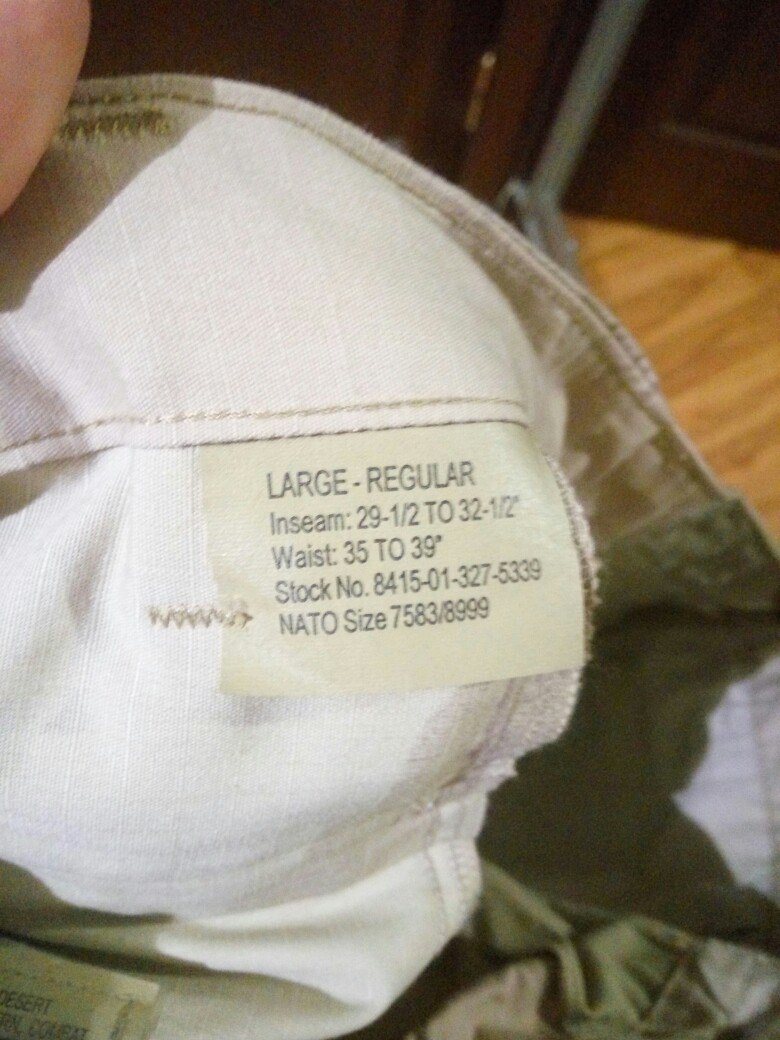 LARGE - REGULAR
Inseam: 29-1/2 TO 32-1/2"
Waist: 35 TO 39"
Stock No. 8415-01-327-5339
NATO Size 7583/8999
DESERT
COMBAT